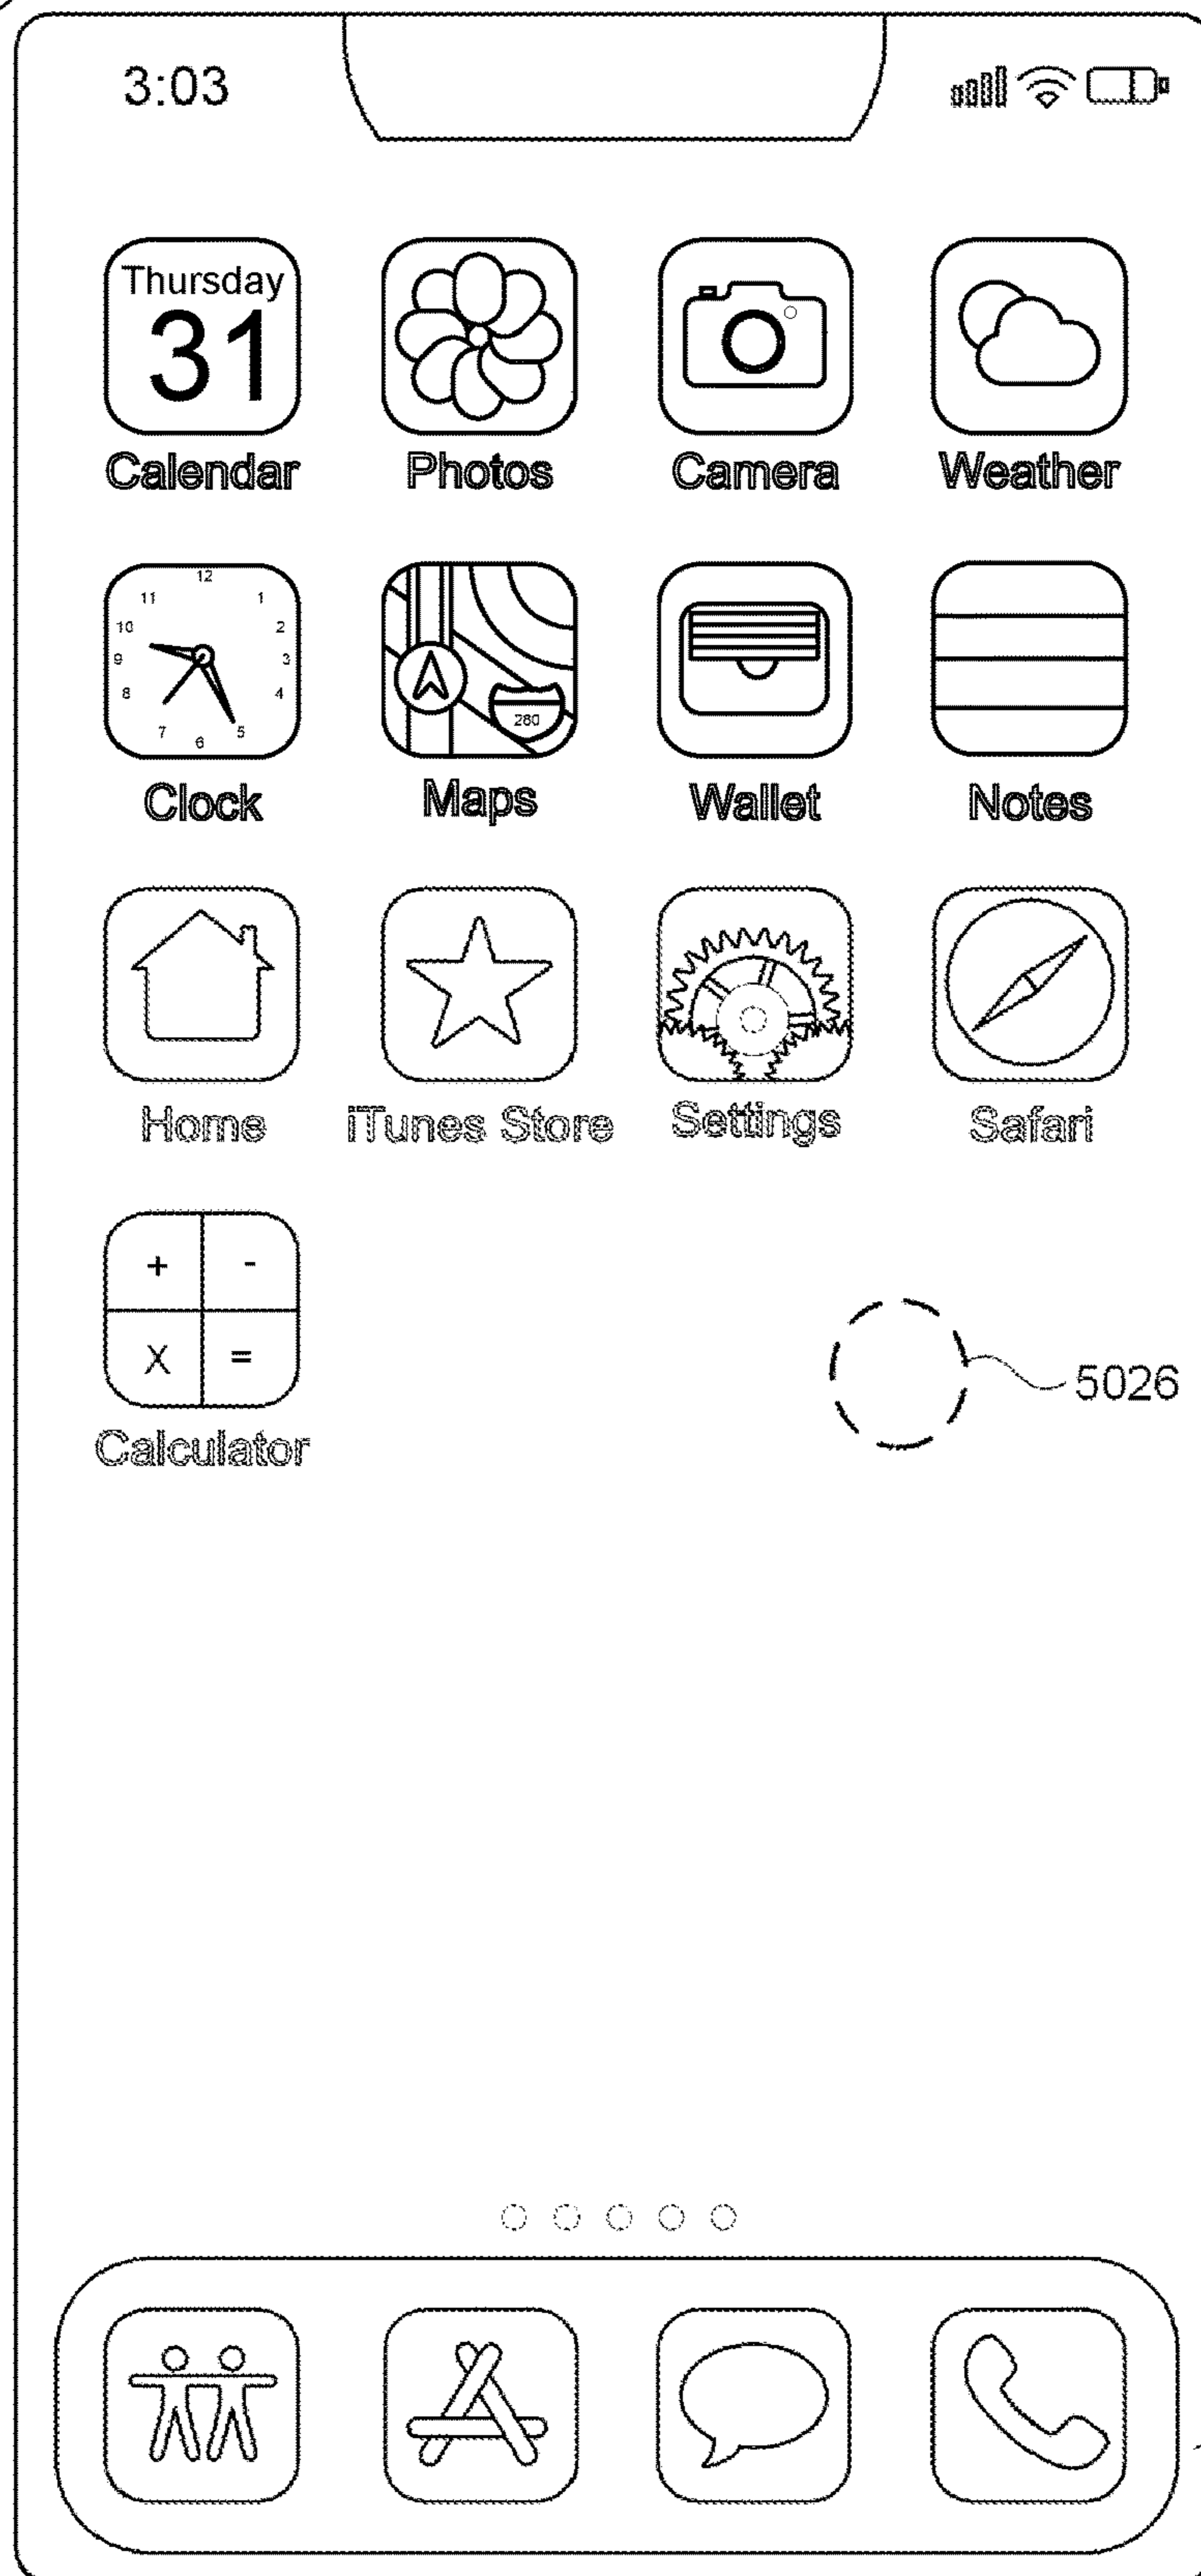 3:03
Thursday
31
Calendar Photos Camera Weather
12
11 1
10 2
9 3
8 4
7 5
6
280
Clock Maps Wallet Notes
Home iTunes Store Settings Safari
+ -
X =
5026
Calculator